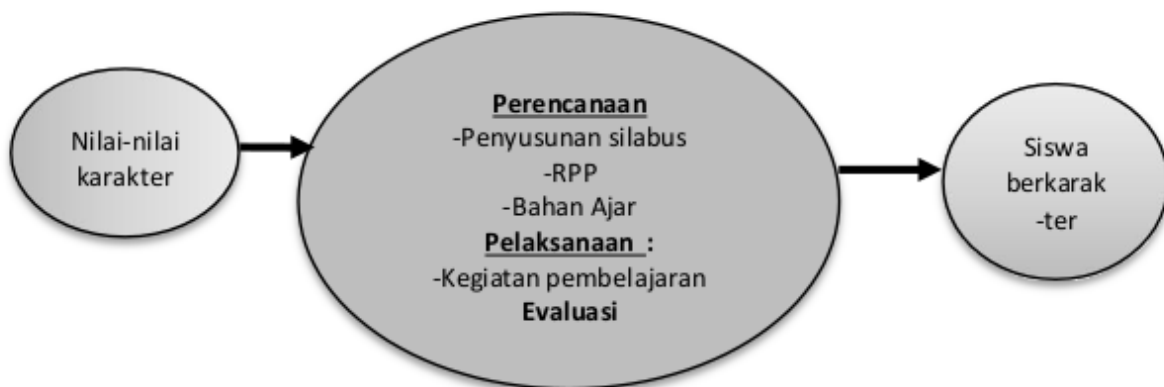 Nilai-nilai
karakter
Perencanaan
-Penyusunan silabus
-RPP
-Bahan Ajar
Pelaksanaan :
-Kegiatan pembelajaran
Evaluasi
Siswa
berkarak
-ter